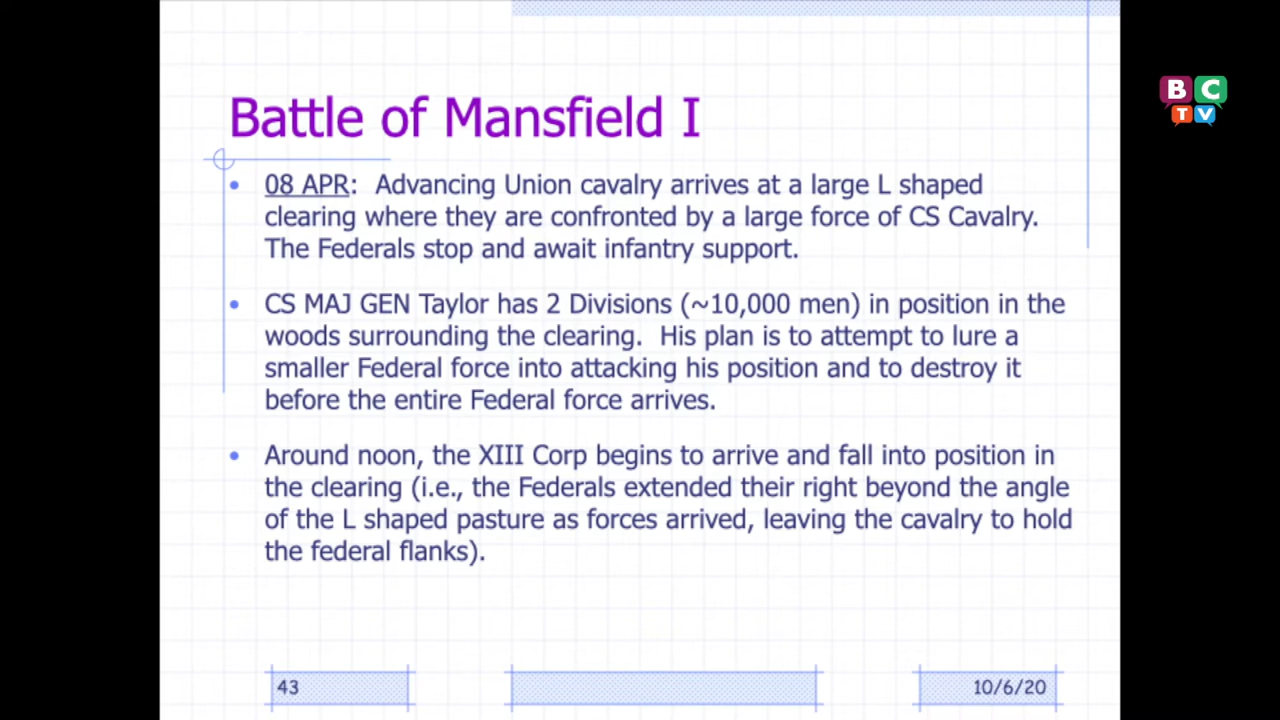 BC
TV
Battle of Mansfield I
• 08 APR: Advancing Union cavalry arrives at a large L shaped
clearing where they are confronted by a large force of CS Cavalry.
The Federals stop and await infantry support.
• CS MAJ GEN Taylor has 2 Divisions (~10,000 men) in position in the
woods surrounding the clearing. His plan is to attempt to lure a
smaller Federal force into attacking his position and to destroy it
before the entire Federal force arrives.
• Around noon, the XIII Corp begins to arrive and fall into position in
the clearing (i.e., the Federals extended their right beyond the angle
of the L shaped pasture as forces arrived, leaving the cavalry to hold
the federal flanks).
43
10/6/20